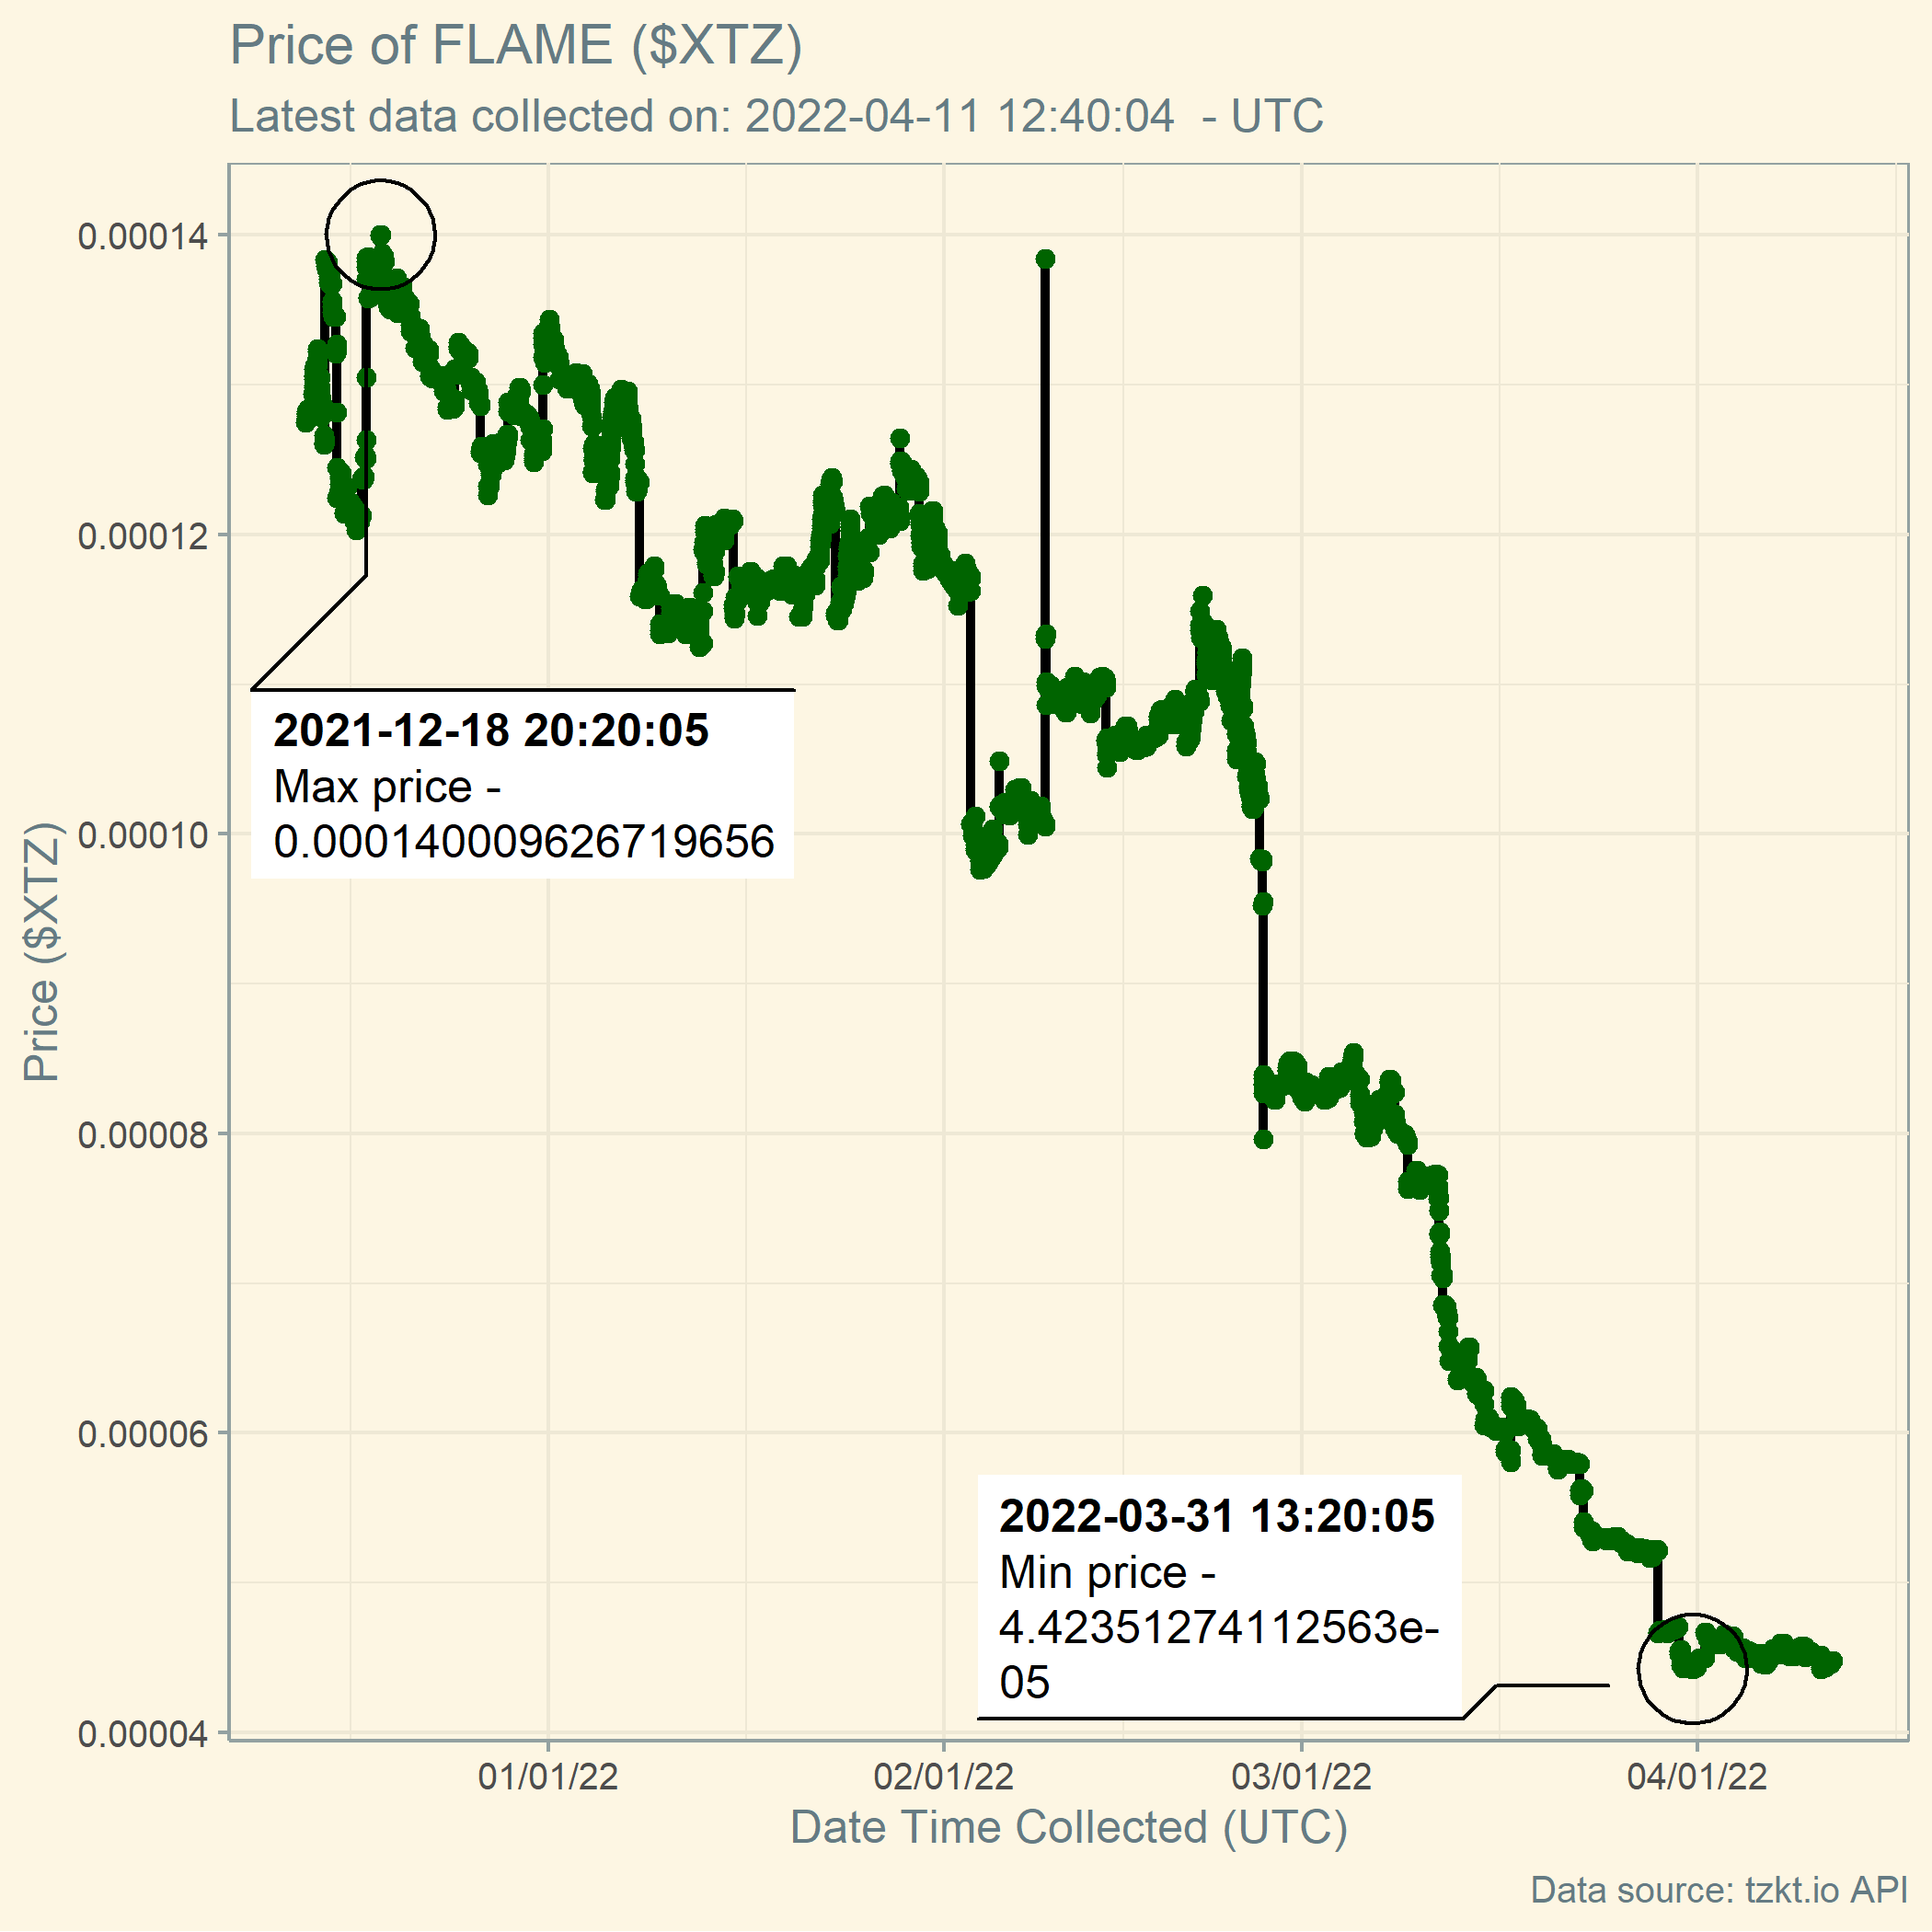 Price of FLAME ($XTZ)
Latest data collected on: 2022-04-11 12:40:04 - UTC
0.00014
0.00012
0.00010
0.00008
0.00006
0.00004
Price ($XTZ)
2021-12-18 20:20:05
Max price -
0.000140009626719656
2022-03-31 13:20:05
Min price -
4.42351274112563e-
05
01/01/22
02/01/22
03/01/22
04/01/22
Date Time Collected (UTC)
Data source: tzkt.io API